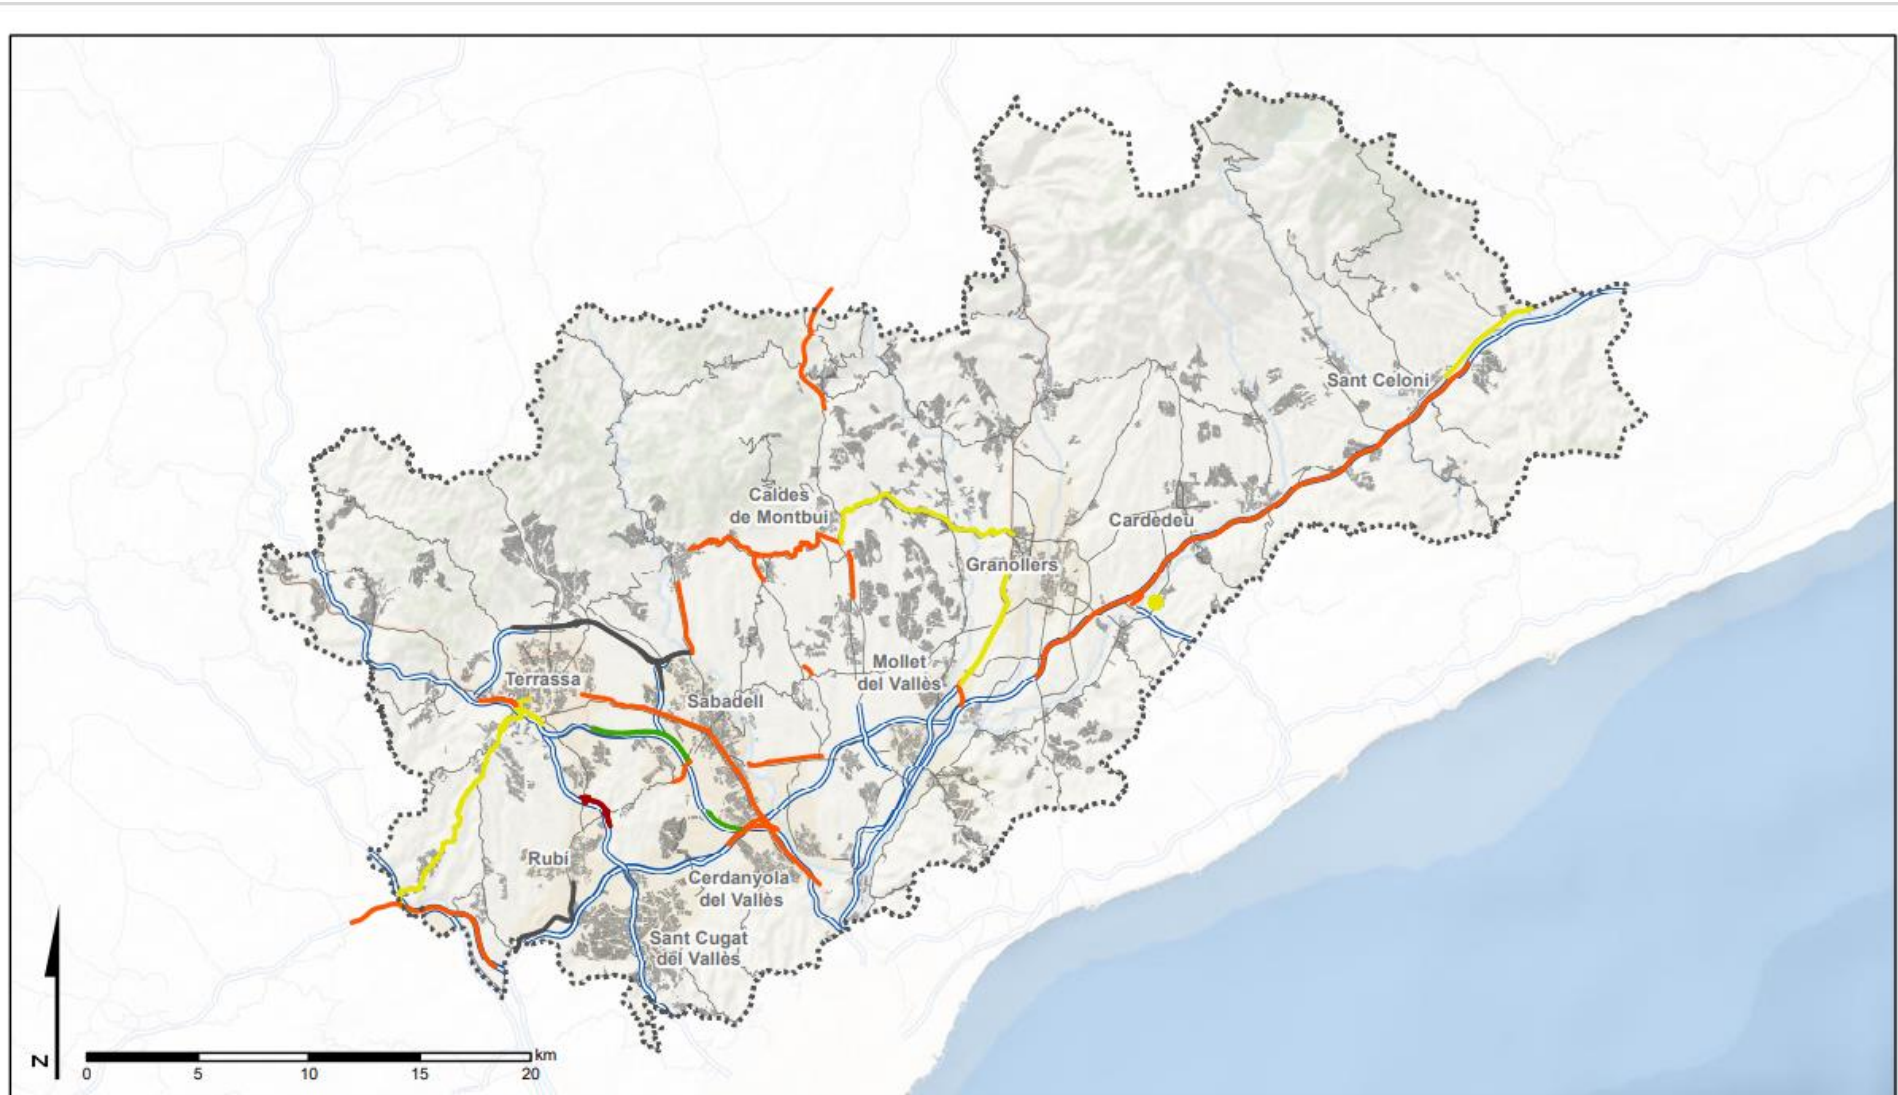 Sant Celoni
Caldes
de Montbui
Cardedeu
Granollers
Mollet
del Vallès
Terrassa
Sabadell
Rubí
Cerdanyola
del Vallès
Sant Cugat
del Vallès
N
km
0 5 10 15 20